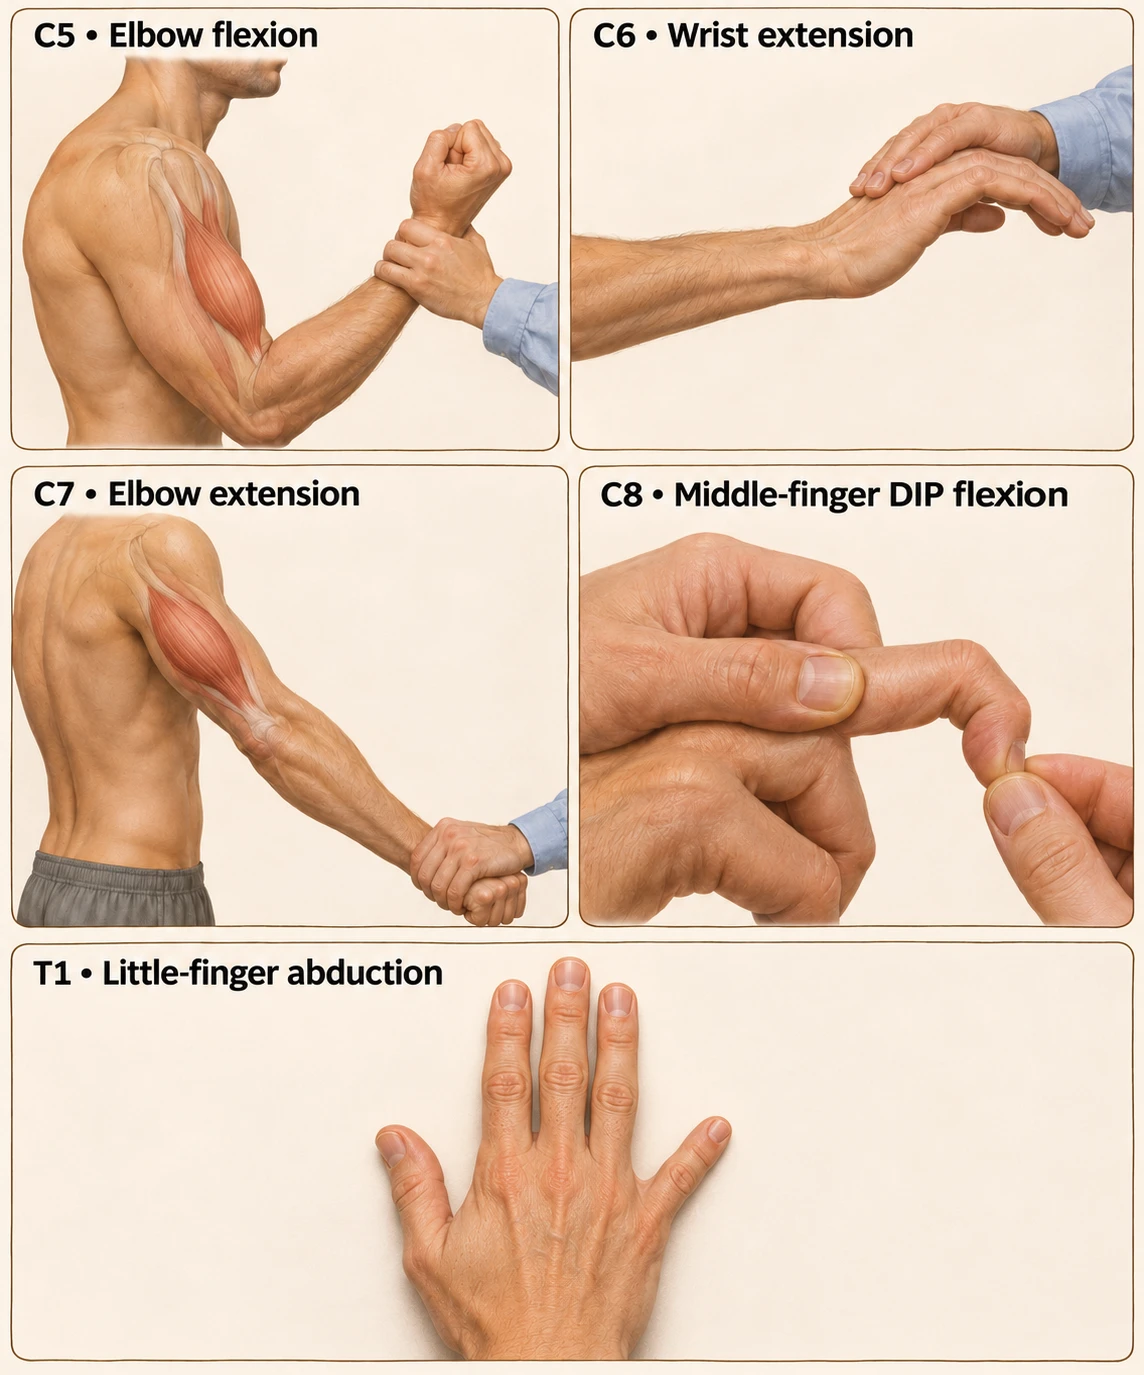 C5 • Elbow flexion
C6 • Wrist extension
C7 • Elbow extension
C8 • Middle-finger DIP flexion
T1 • Little-finger abduction